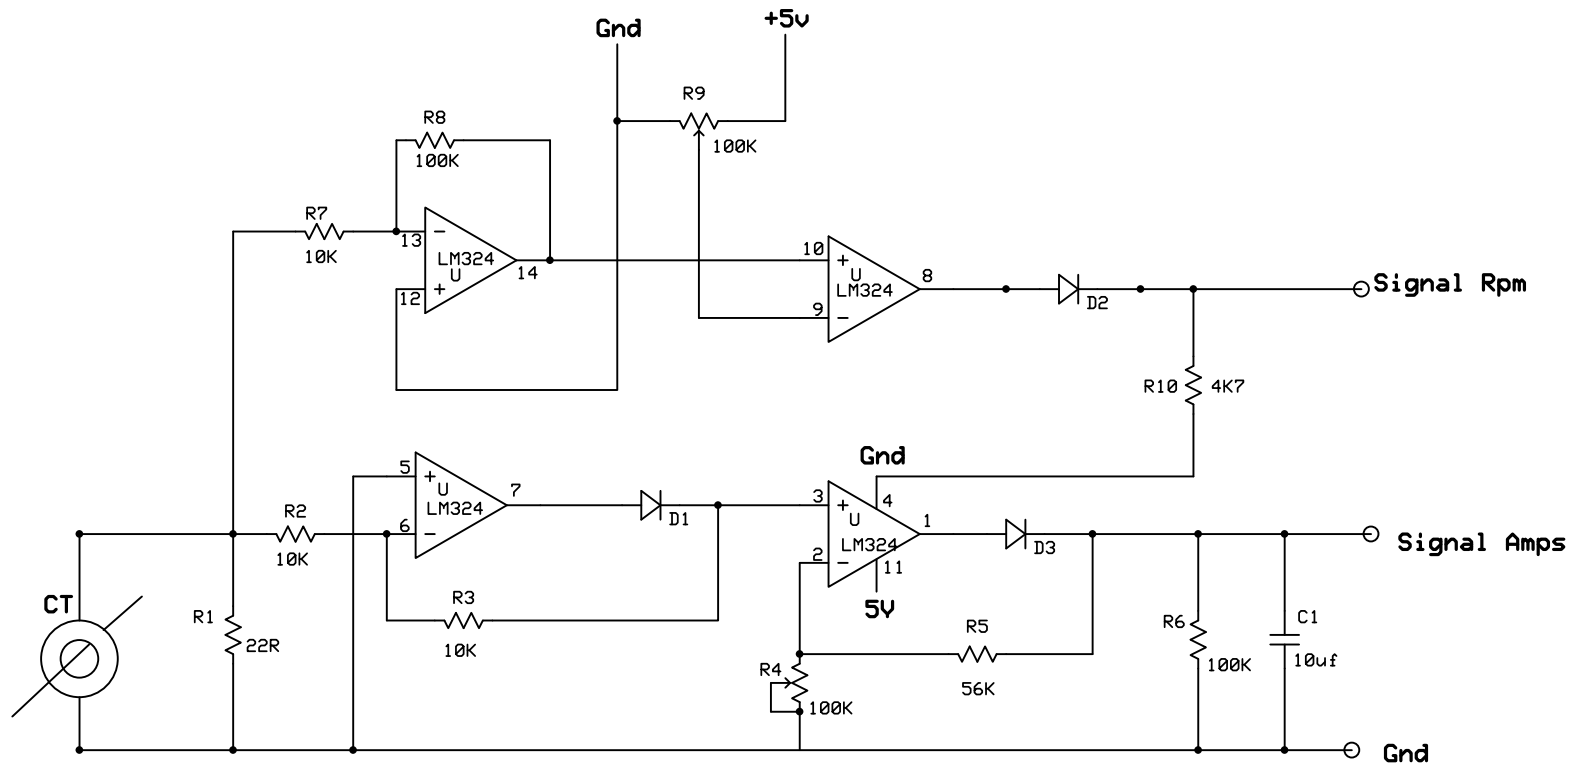 Gnd
+5v
R9
100K
R8
100K
R7
10K
13
LM324
U
14
12
10
U
LM324
9
8
D2
Signal Rpm
R10 4K7
Gnd
5
U
LM324
6
7
D1
R2
10K
R3
10K
3
4
U
LM324
2
1
11
5V
D3
Signal Amps
CT
R1
22R
R4
100K
R5
56K
R6
100K
C1
10uf
Gnd